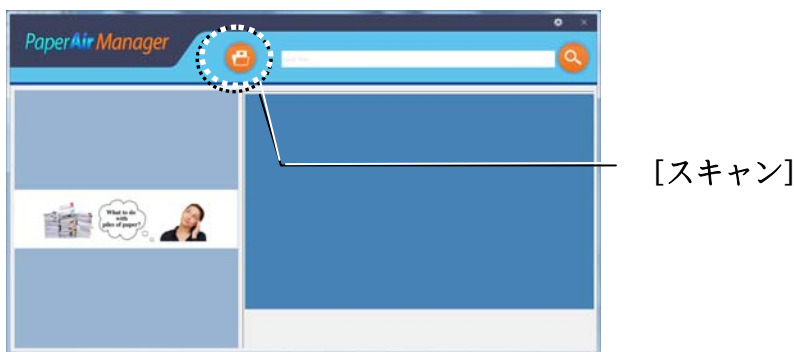 PaperAir Manager
[スキャン]
What to do
with
piles of paper?